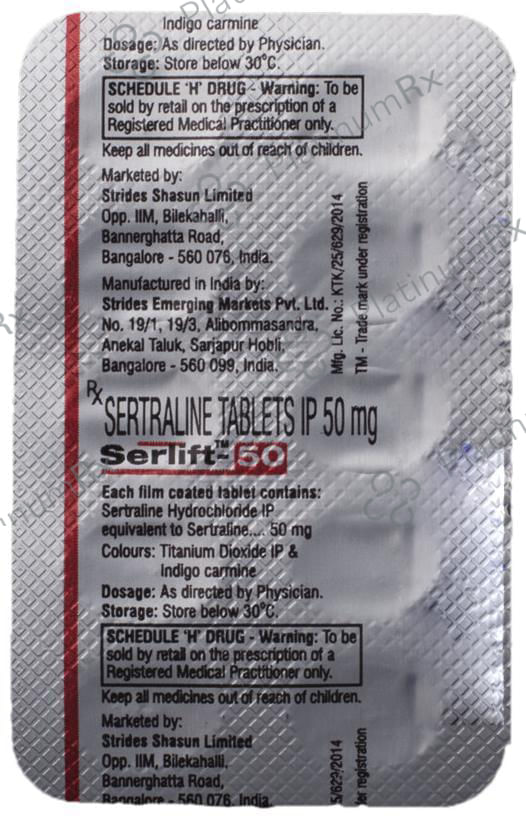 Indigo carmine
Dosage: As directed by Physician.
Storage: Store below 30°C.
SCHEDULE 'H' DRUG - Warning: To be
sold by retail on the prescription of a
Registered Medical Practitioner only.
Keep all medicines out of reach of children.
Marketed by:
Strides Shasun Limited
Opp. IIM, Bilekahalli,
Bannerghatta Road,
Bangalore - 560 076, India.
Manufactured in India by:
Strides Emerging Markets Pvt. Ltd.
No. 19/1, 19/3, Alibommasandra,
Anekal Taluk, Sarjapur Hobli,
Bangalore - 560 099, India.
Mfg. Lic. No.: KTK/25/629/2014
TM - Trade mark under registration
Rx
SERTRALINE TABLETS IP 50 mg
Serlift™-50
Each film coated tablet contains:
Sertraline Hydrochloride IP
equivalent to Sertraline.... 50 mg
Colours: Titanium Dioxide IP &
Indigo carmine
Dosage: As directed by Physician.
Storage: Store below 30°C.
SCHEDULE 'H' DRUG - Warning: To be
sold by retail on the prescription of a
Registered Medical Practitioner only.
Keep all medicines out of reach of children.
Marketed by:
Strides Shasun Limited
Opp. IIM, Bilekahalli,
Bannerghatta Road,
Bangalore - 560 076, India.
5/629/2014
er registration
PlatinumRx